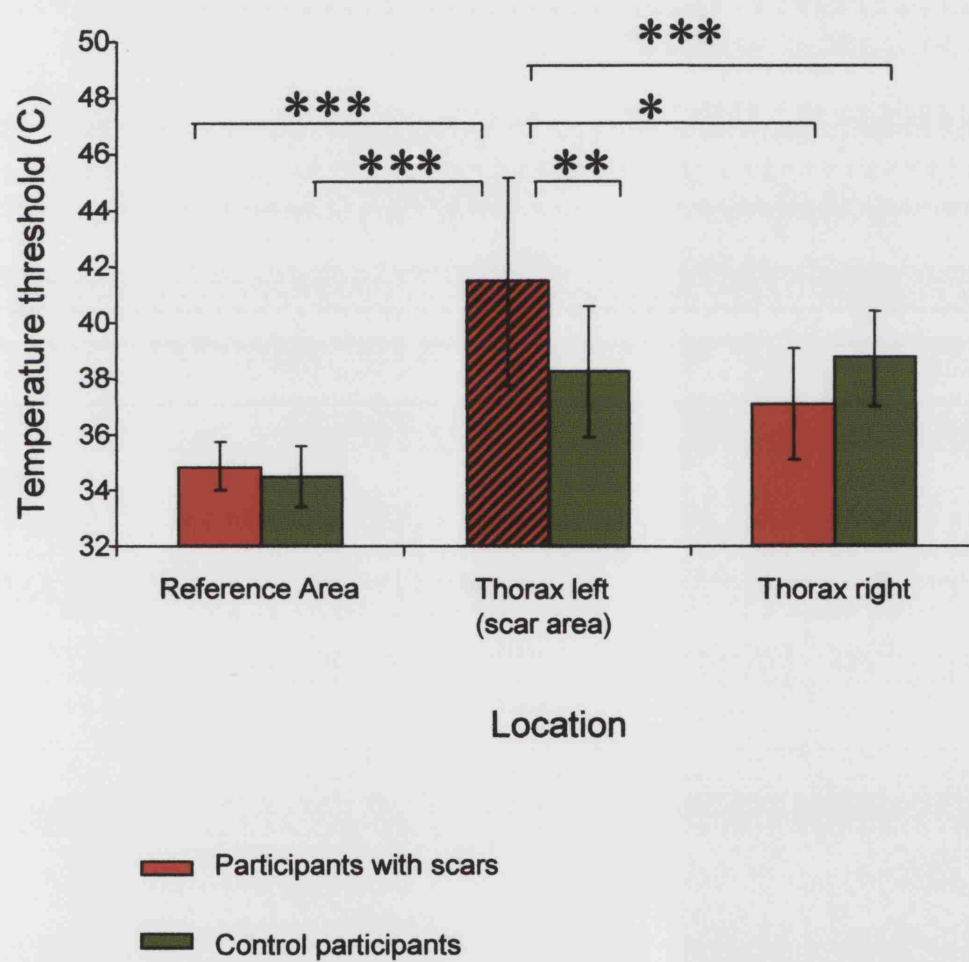 50
***
48
***
*
46
***
**
44
42
40
38
36
34
32
Temperature threshold (C)
Reference Area
Thorax left
(scar area)
Thorax right
Location
Participants with scars
Control participants